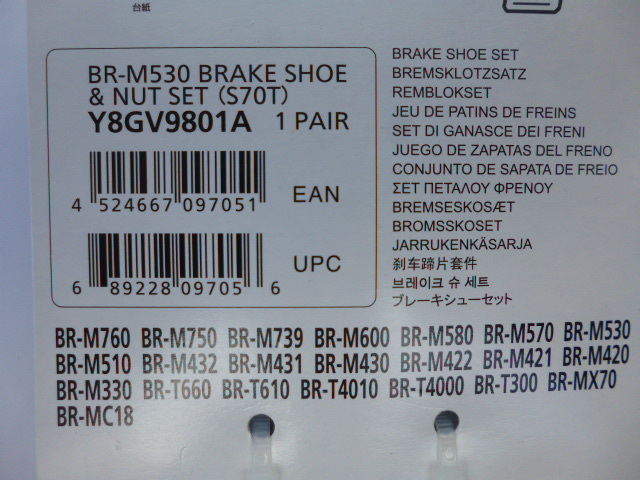 台紙
BR-M530 BRAKE SHOE
& NUT SET (S70T)
Y8GV9801A 1 PAIR
4 524667 097051
EAN
6 89228 09705 6
UPC
BRAKE SHOE SET
BREMSKLOTZSATZ
REMBLOKSET
JEU DE PATINS DE FREINS
SET DI GANASCE DEI FRENI
JUEGO DE ZAPATAS DEL FRENO
CONJUNTO DE SAPATA DE FREIO
ΣΕΤ ΠΕΤΑΛΟΥ ΦΡΕΝΟΥ
BREMSESKOSÆT
BROMSSKOSET
JARRUKENKÄSARJA
刹车蹄片套件
브레이크 슈 세트
ブレーキシューセット
BR-M760 BR-M750 BR-M739 BR-M600 BR-M580 BR-M570 BR-M530
BR-M510 BR-M432 BR-M431 BR-M430 BR-M422 BR-M421 BR-M420
BR-M330 BR-T660 BR-T610 BR-T4010 BR-T4000 BR-T300 BR-MX70
BR-MC18